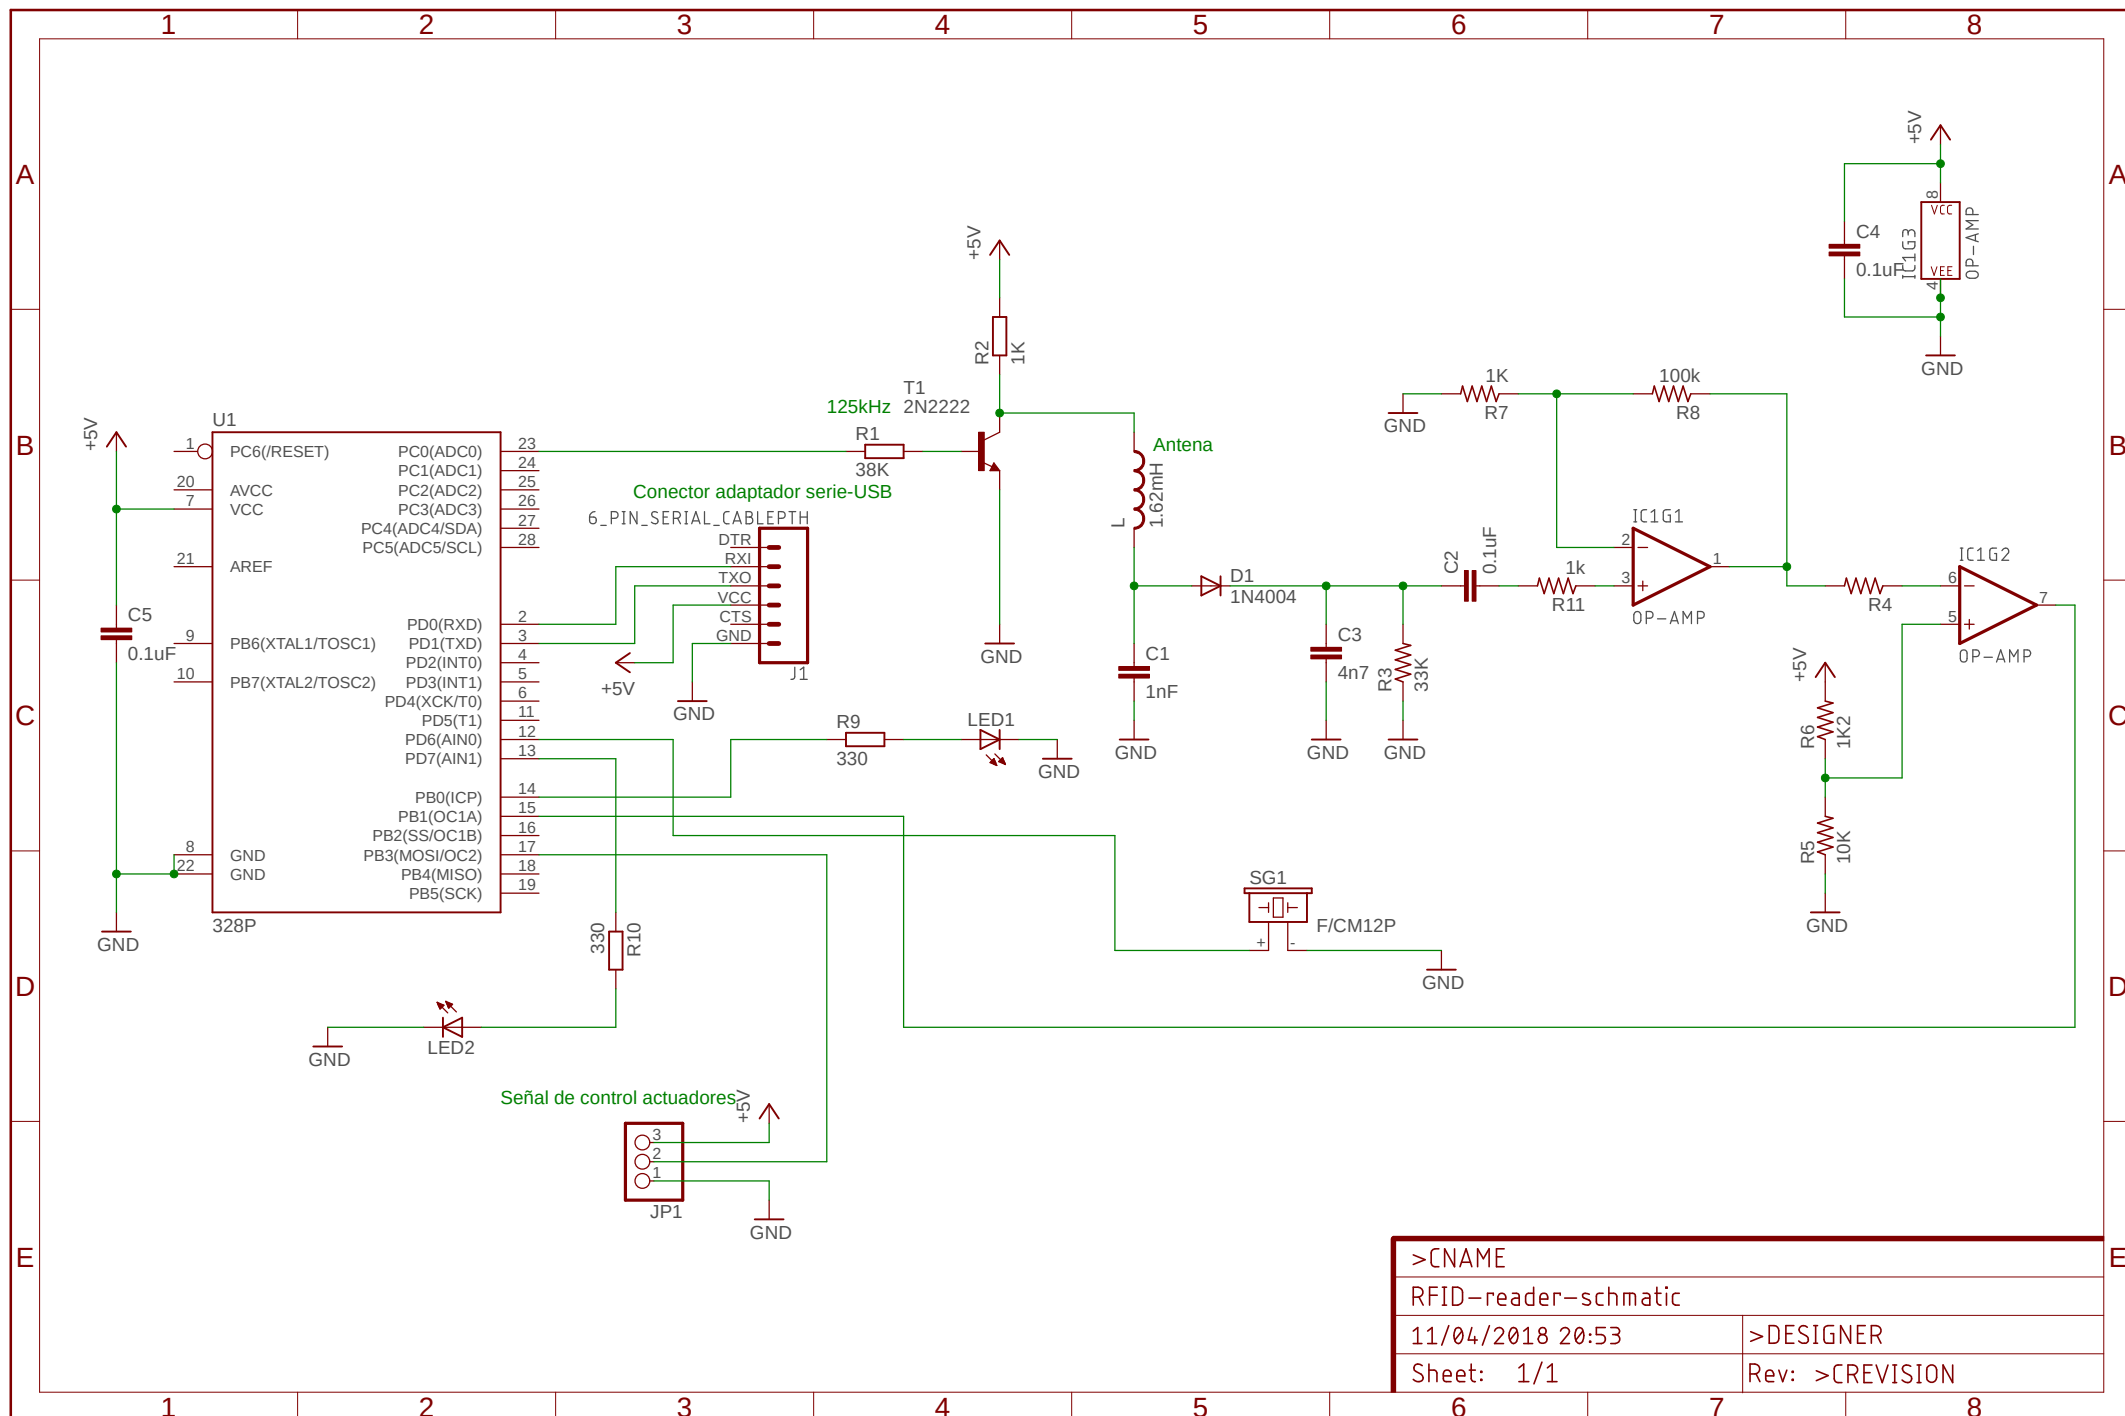 1 2 3 4 5 6 7 8
A A
+5V
8
VCC
IC1G3
OP-AMP
VEE
4
C4
0.1uF
GND
+5V
R2
1K
T1
2N2222
125kHz
R1
38K
GND
B B
+5V
U1
1 PC6(/RESET)
20 AVCC
7 VCC
21 AREF
9 PB6(XTAL1/TOSC1)
10 PB7(XTAL2/TOSC2)
8 GND
22 GND
PC0(ADC0) 23
PC1(ADC1) 24
PC2(ADC2) 25
PC3(ADC3) 26
PC4(ADC4/SDA) 27
PC5(ADC5/SCL) 28
PD0(RXD) 2
PD1(TXD) 3
PD2(INT0) 4
PD3(INT1) 5
PD4(XCK/T0) 6
PD5(T1) 11
PD6(AIN0) 12
PD7(AIN1) 13
PB0(ICP) 14
PB1(OC1A) 15
PB2(SS/OC1B) 16
PB3(MOSI/OC2) 17
PB4(MISO) 18
PB5(SCK) 19
328P
C5
0.1uF
GND
Conector adaptador serie-USB
6_PIN_SERIAL_CABLEPTH
DTR
RXI
TXO
VCC
CTS
GND
J1
+5V
GND
Antena
L
1.62mH
D1
1N4004
C1
1nF
GND
C3
4n7
GND
R3
33K
GND
C2
0.1uF
1k
R11
1K
R7
GND
100k
R8
IC1G1
2
3
1
OP-AMP
R4
IC1G2
6
5
7
OP-AMP
C C
+5V
R6
1K2
R5
10K
GND
R9
330
LED1
GND
SG1
F/CM12P
+ -
GND
330
R10
D D
LED2
GND
Señal de control actuadores
+5V
3
2
1
JP1
GND
E E
>CNAME
RFID-reader-schmatic
11/04/2018 20:53
>DESIGNER
Sheet: 1/1
Rev: >CREVISION
1 2 3 4 5 6 7 8